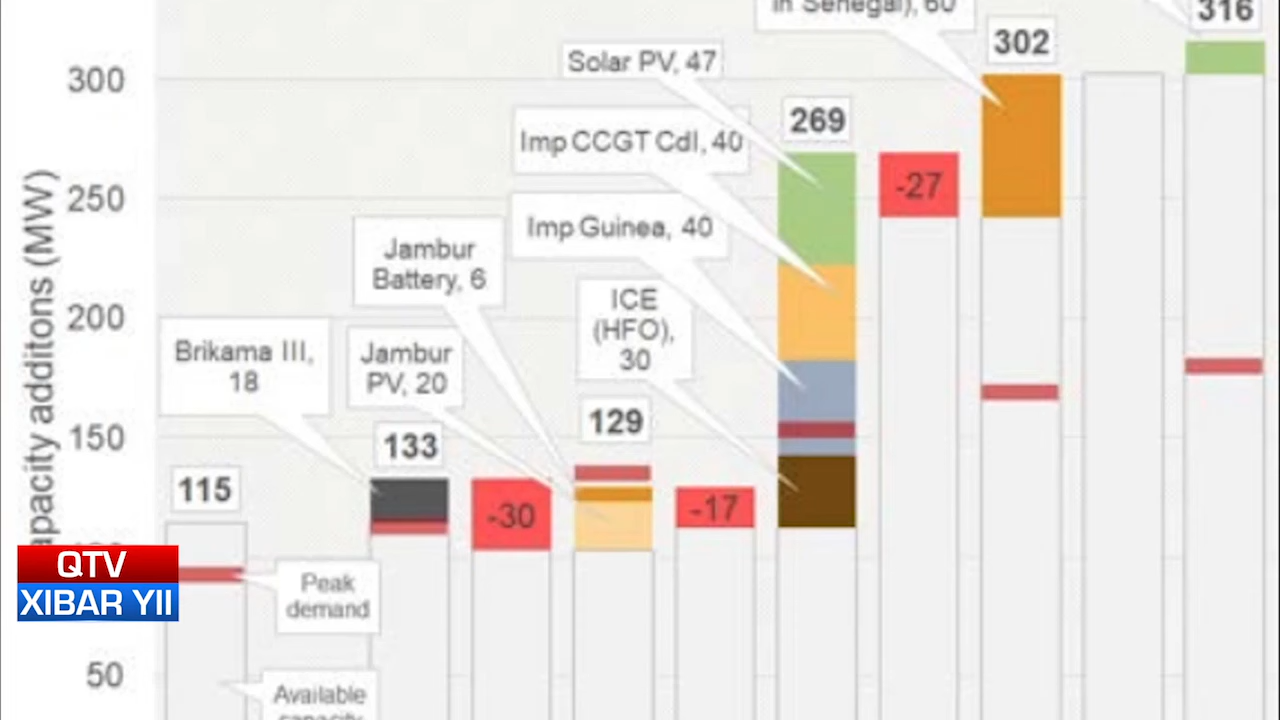 in Senegal), 60
316
302
Solar PV, 47
300
269
Imp CCGT CdI, 40
-27
250
Imp Guinea, 40
Jambur
Battery, 6
ICE
(HFO),
30
200
Brikama III,
18
Jambur
PV, 20
129
150
133
115
-30
-17
Peak
demand
50
Available
capacity
apacity additons (MW)
QTV
XIBAR YII